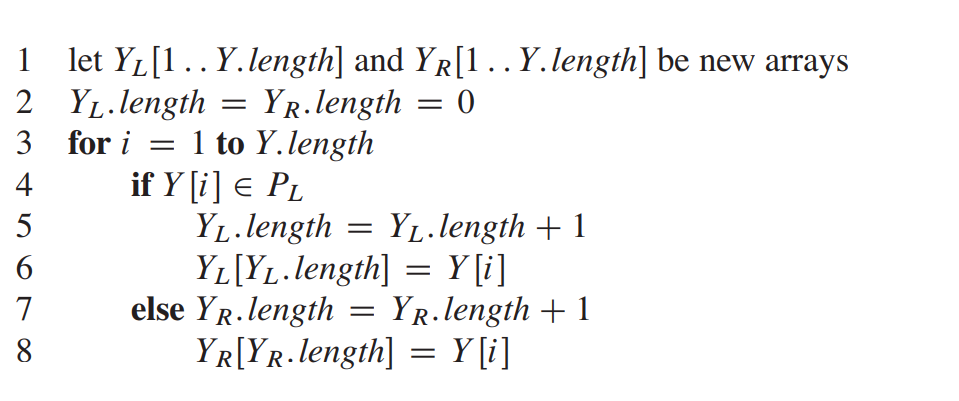 1 let Y_L[1 . . Y.length] and Y_R[1 . . Y.length] be new arrays
2 Y_L.length = Y_R.length = 0
3 for i = 1 to Y.length
4 if Y[i] ∈ P_L
5 Y_L.length = Y_L.length + 1
6 Y_L[Y_L.length] = Y[i]
7 else Y_R.length = Y_R.length + 1
8 Y_R[Y_R.length] = Y[i]